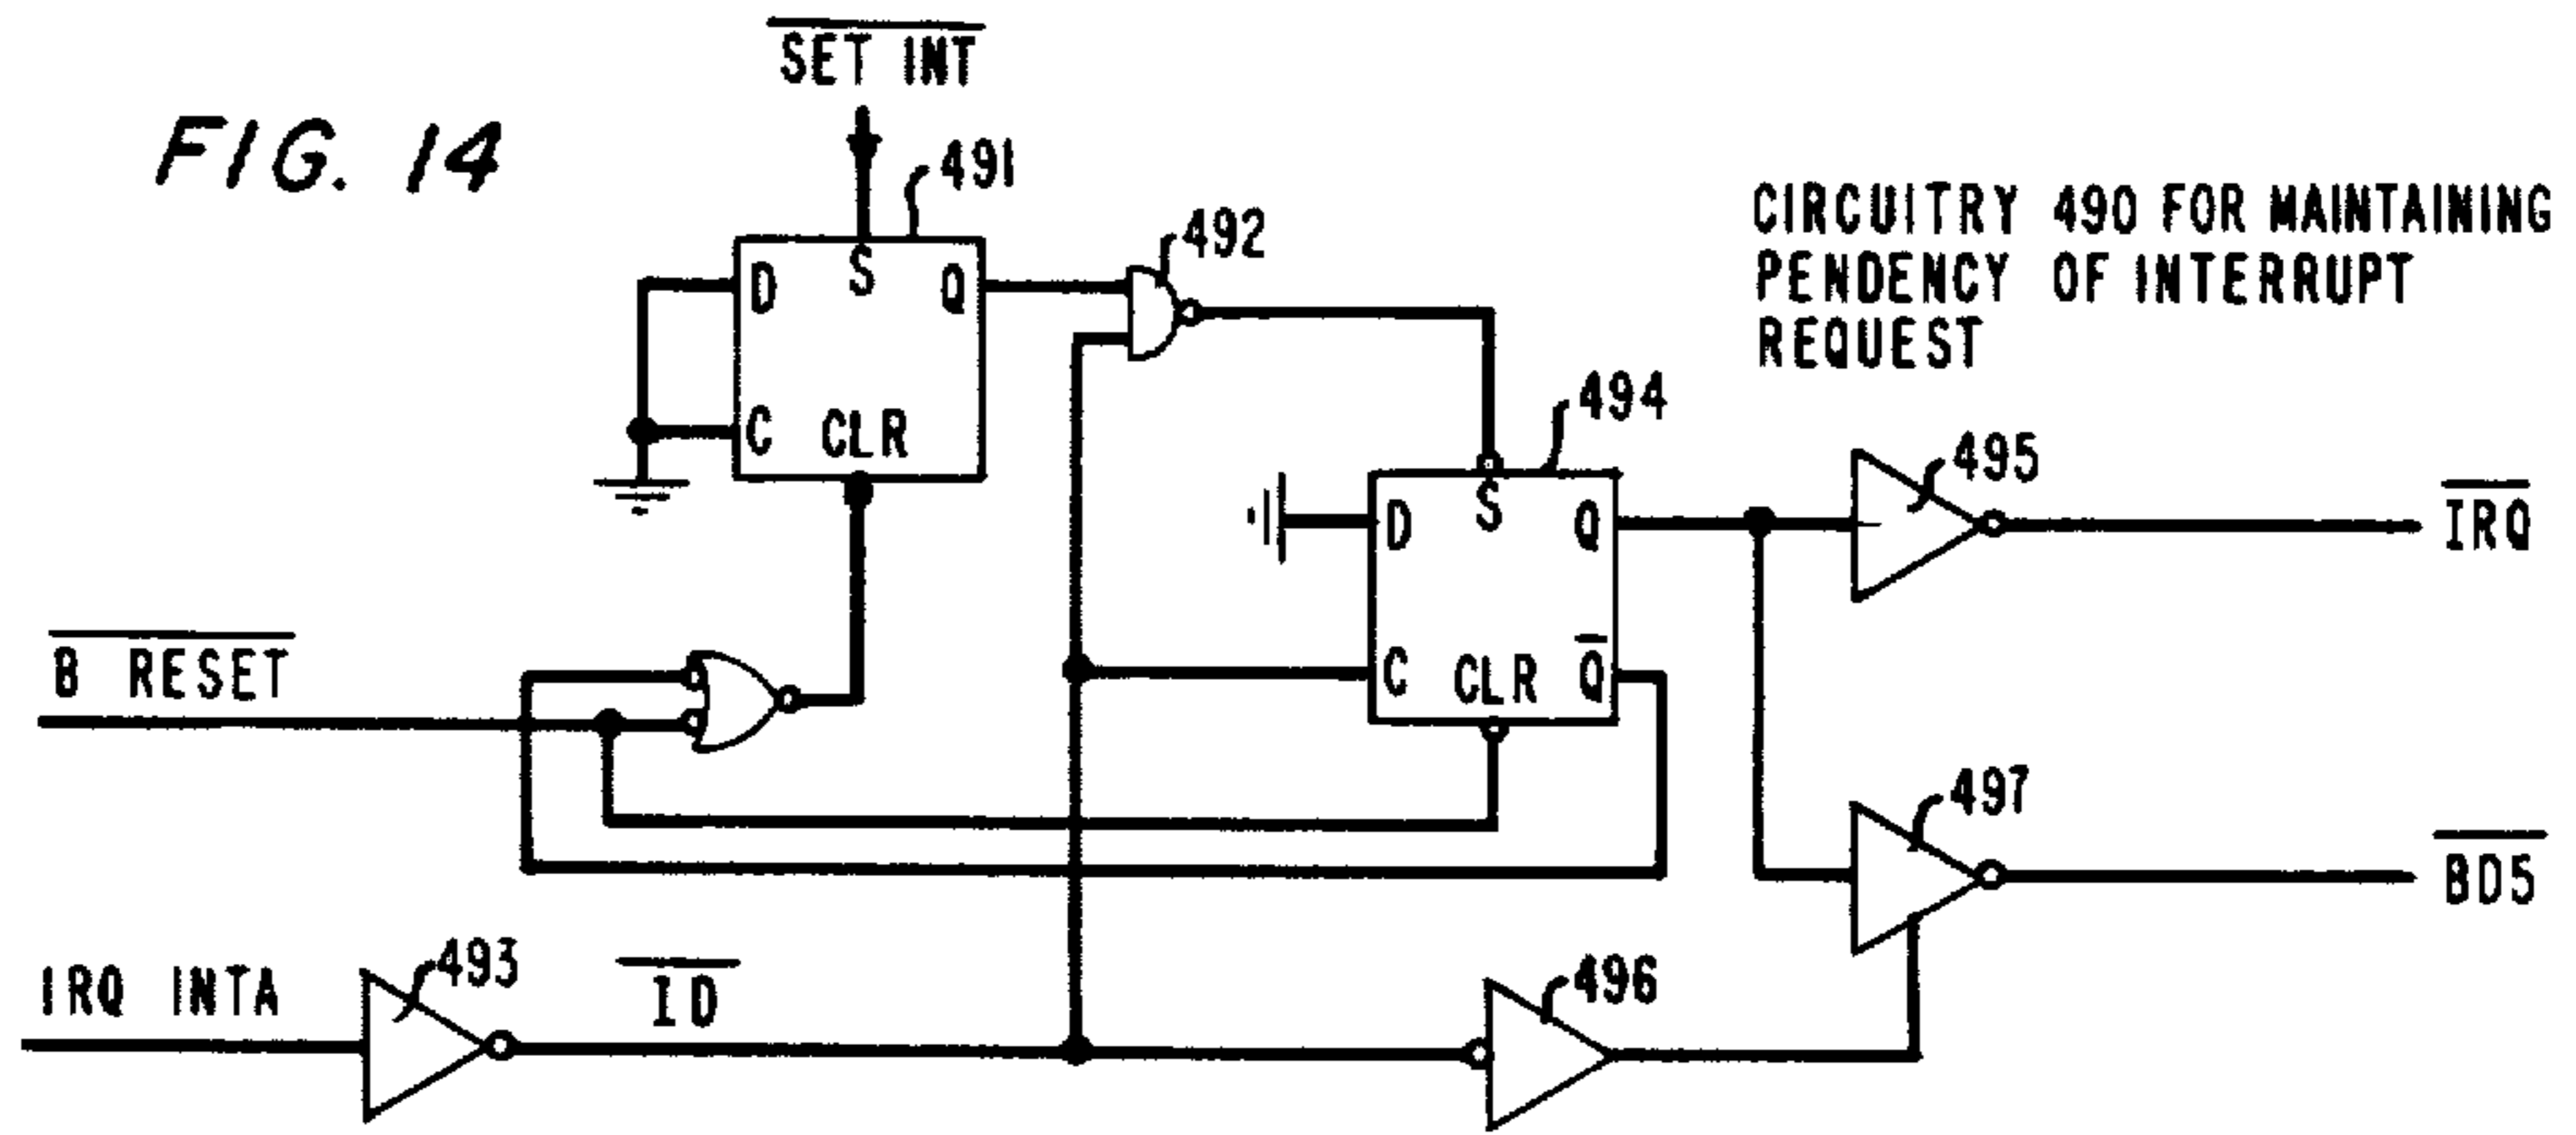 FIG. 14
SET INT
491
D S Q
C CLR
492
CIRCUITRY 490 FOR MAINTAINING
PENDENCY OF INTERRUPT
REQUEST
494
D S Q
C CLR Q
495
IRQ
B RESET
497
BD5
IRQ INTA
493
ID
496